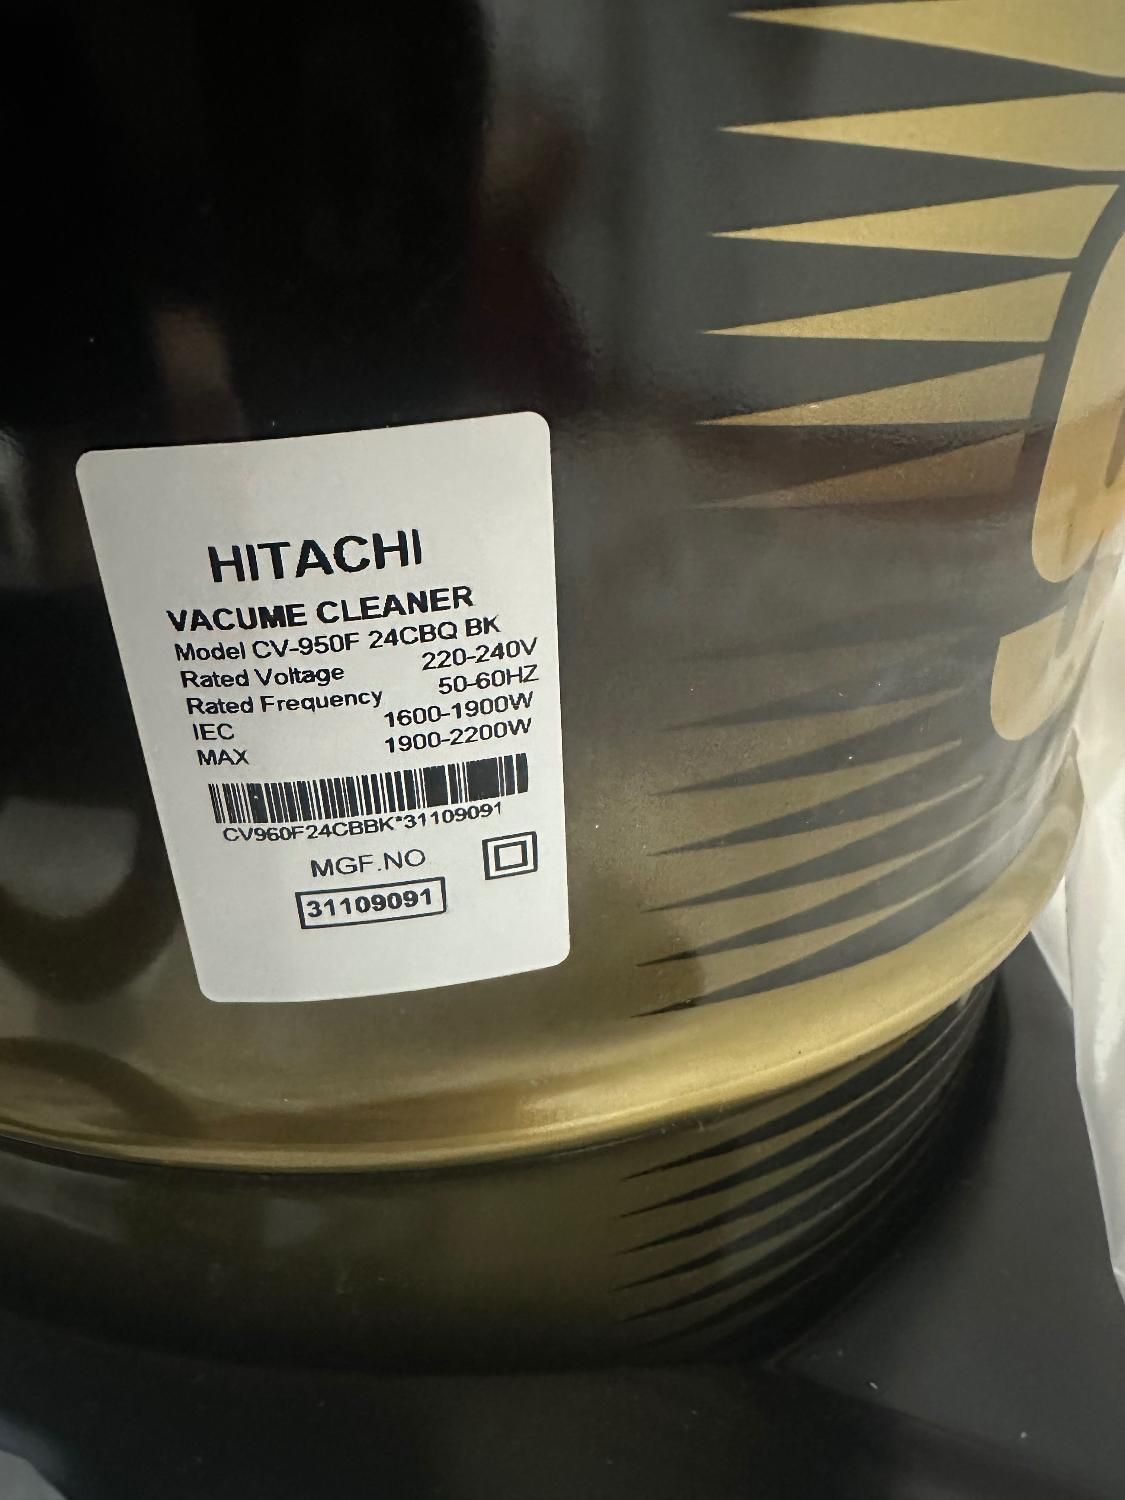 HITACHI
VACUME CLEANER
Model CV-950F 24CBQ BK
Rated Voltage 220-240V
Rated Frequency 50-60HZ
IEC 1600-1900W
MAX 1900-2200W
CV960F24CBBK*31109091
MGF.NO
31109091